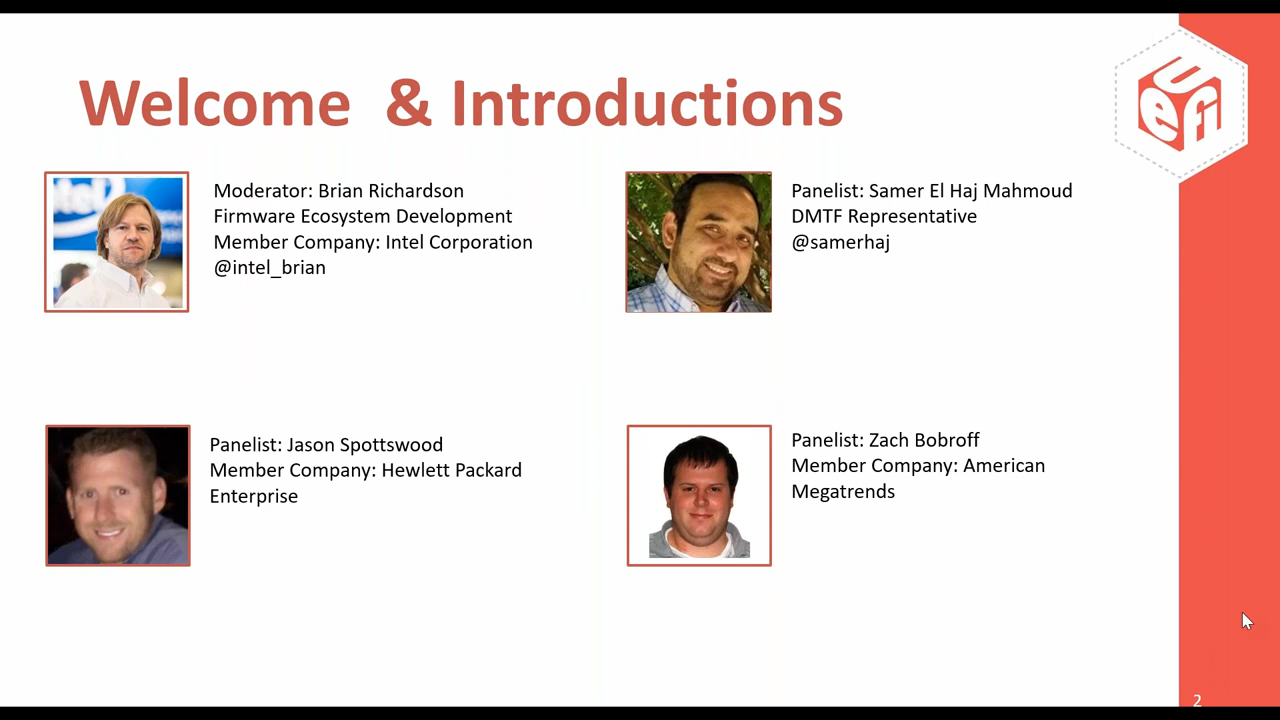 Welcome & Introductions
UEFI
Moderator: Brian Richardson
Firmware Ecosystem Development
Member Company: Intel Corporation
@intel_brian
Panelist: Samer El Haj Mahmoud
DMTF Representative
@samerhaj
Panelist: Jason Spottswood
Member Company: Hewlett Packard
Enterprise
Panelist: Zach Bobroff
Member Company: American
Megatrends
2